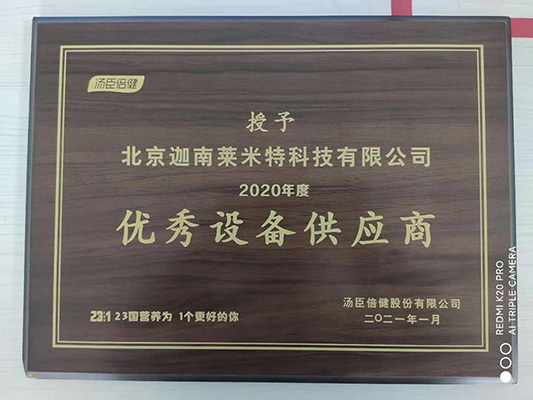 汤臣倍健
授予
北京迦南莱米特科技有限公司
2020年度
优秀设备供应商
汤臣倍健股份有限公司
二〇二一年一月
23:1 23国营养为 1个更好的你
REDMI K20 PRO
AI TRIPLE CAMERA